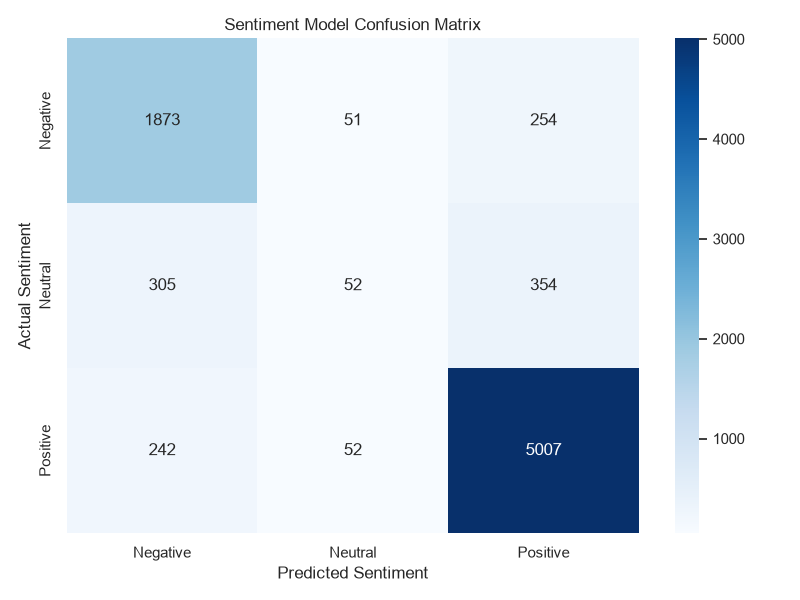 Sentiment Model Confusion Matrix
Actual Sentiment
Negative
1873 51 254
Neutral
305 52 354
Positive
242 52 5007
Negative Neutral Positive
Predicted Sentiment
5000
4000
3000
2000
1000